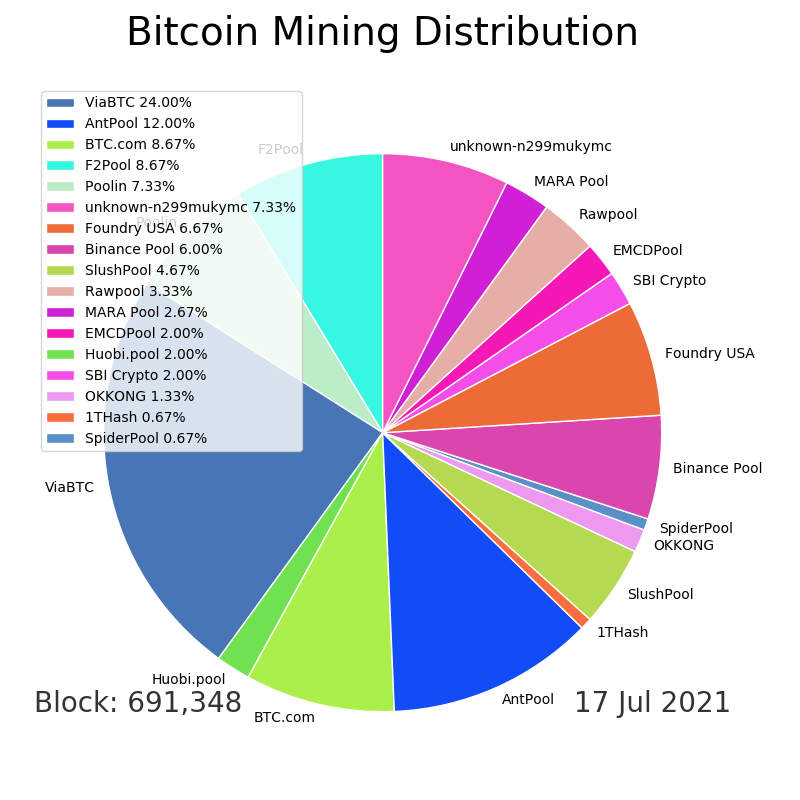 Bitcoin Mining Distribution
ViaBTC 24.00%
AntPool 12.00%
BTC.com 8.67%
F2Pool 8.67%
Poolin 7.33%
unknown-n299mukymc 7.33%
Foundry USA 6.67%
Binance Pool 6.00%
SlushPool 4.67%
Rawpool 3.33%
MARA Pool 2.67%
EMCDPool 2.00%
Huobi.pool 2.00%
SBI Crypto 2.00%
OKKONG 1.33%
1THash 0.67%
SpiderPool 0.67%
F2Pool
Poolin
ViaBTC
Huobi.pool
BTC.com
AntPool
1THash
SlushPool
OKKONG
SpiderPool
Binance Pool
Foundry USA
SBI Crypto
EMCDPool
Rawpool
MARA Pool
unknown-n299mukymc
Block: 691,348
17 Jul 2021